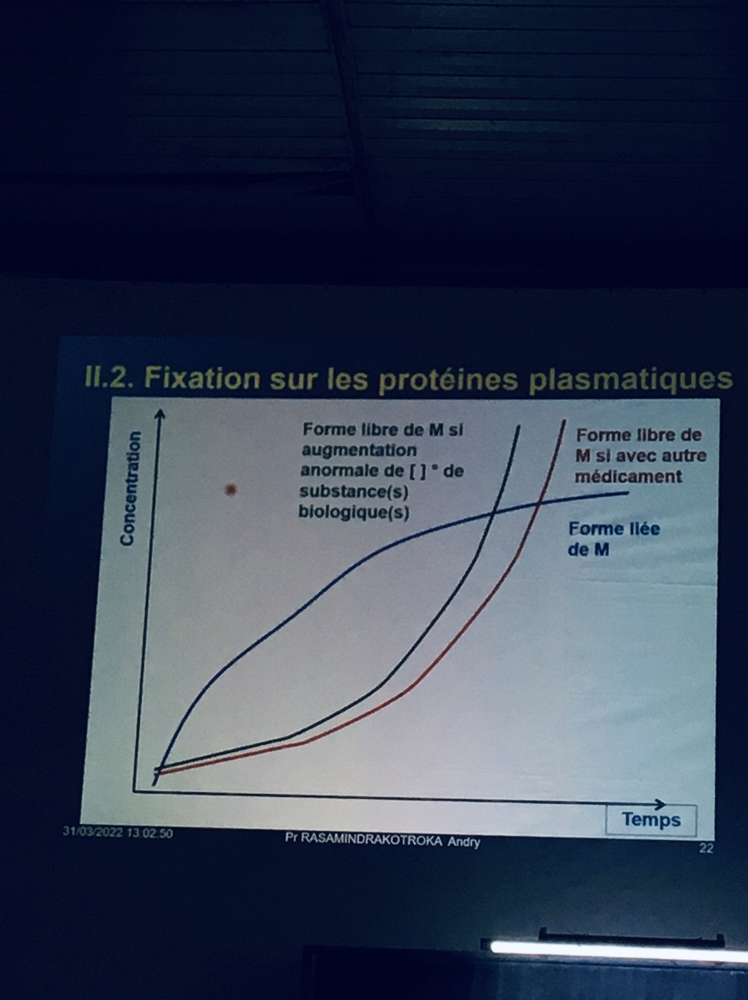 II.2. Fixation sur les protéines plasmatiques
Concentration
Forme libre de M si
augmentation
anormale de [ ] ° de
substance(s)
biologique(s)
Forme libre de
M si avec autre
médicament
Forme liée
de M
Temps
31/03/2022 13:02:50
Pr RASAMINDRAKOTROKA Andry
22